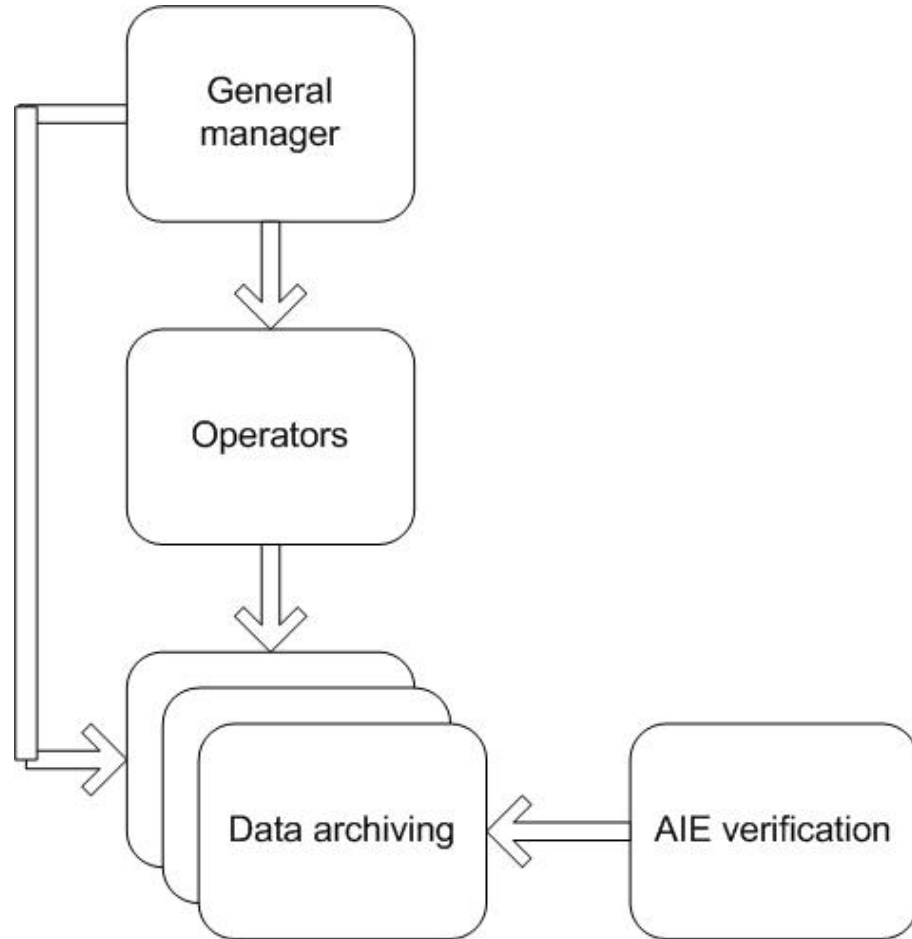 General
manager
Operators
Data archiving
AIE verification